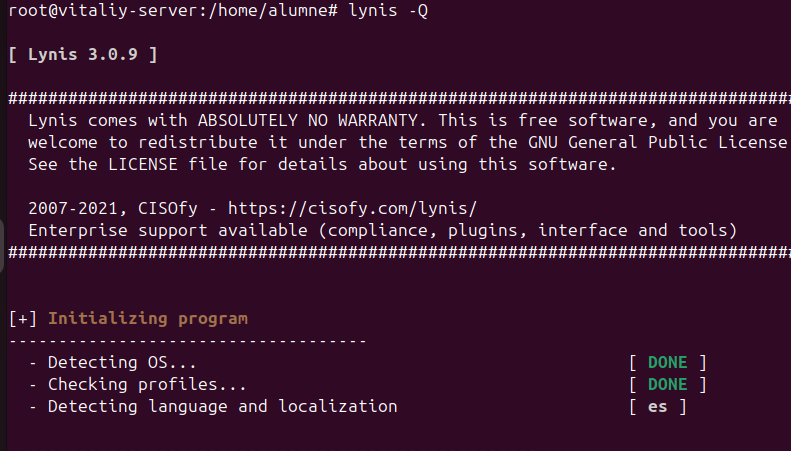 root@vitaliy-server:/home/alumne# lynis -Q
[ Lynis 3.0.9 ]
################################################################################
Lynis comes with ABSOLUTELY NO WARRANTY. This is free software, and you are
welcome to redistribute it under the terms of the GNU General Public License
See the LICENSE file for details about using this software.
2007-2021, CISOfy - https://cisofy.com/lynis/
Enterprise support available (compliance, plugins, interface and tools)
################################################################################
[+] Initializing program
------------------------------------
- Detecting OS... [ DONE ]
- Checking profiles... [ DONE ]
- Detecting language and localization [ es ]